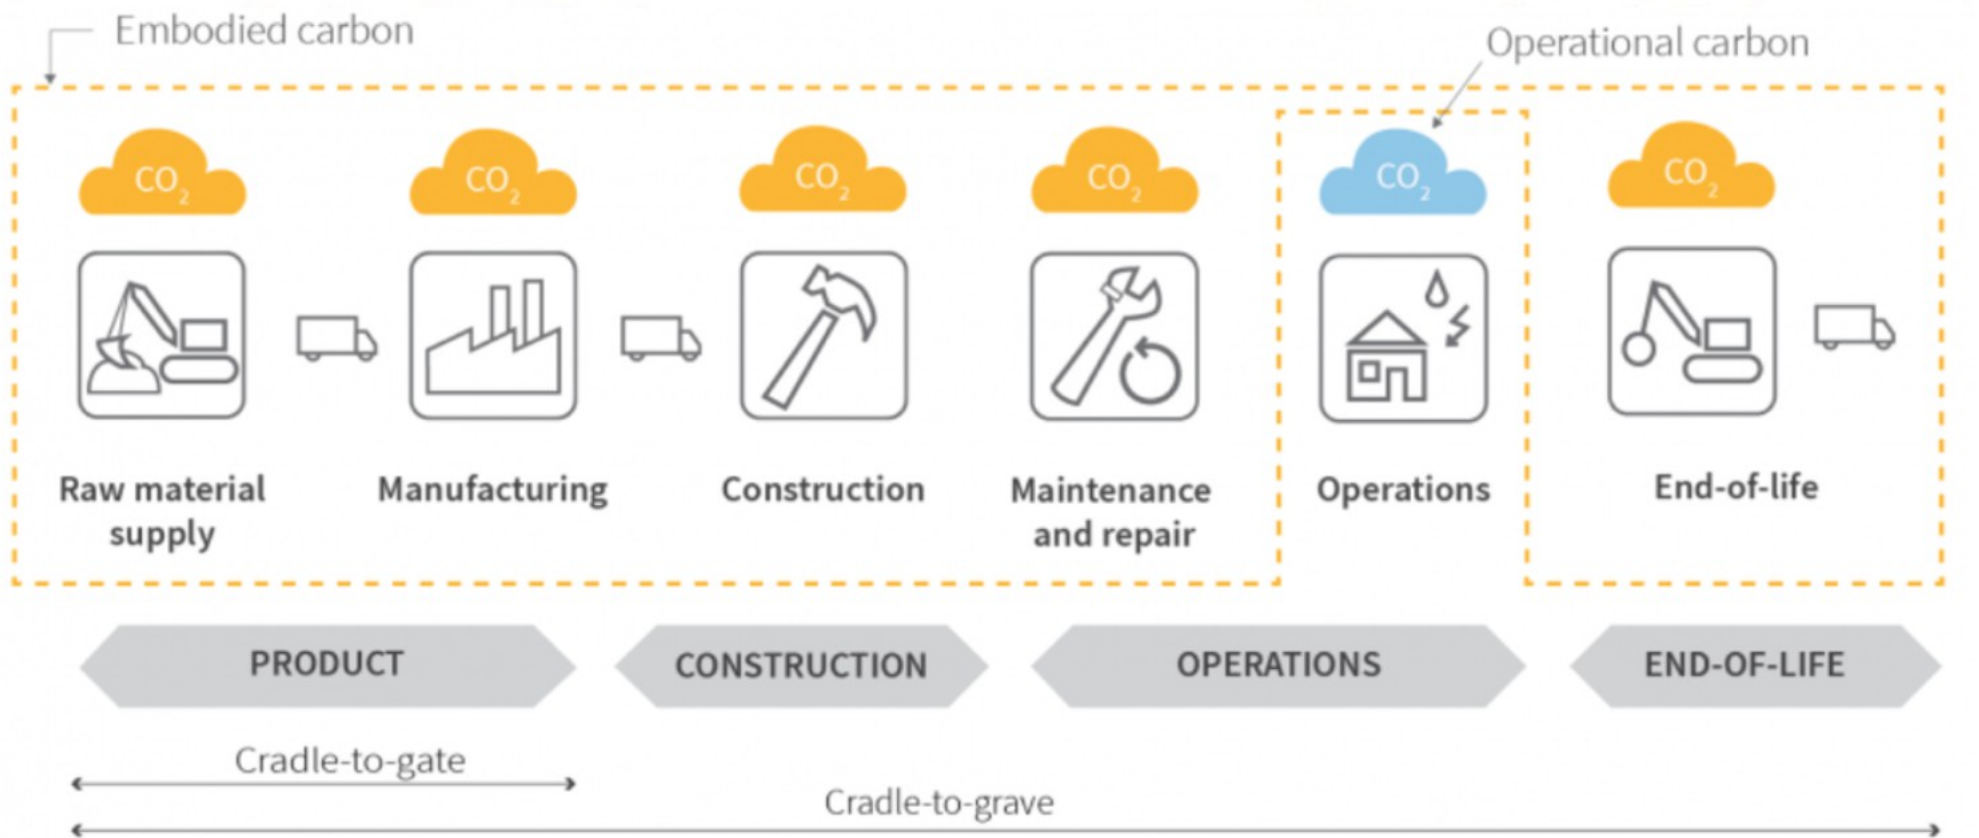 Embodied carbon
Operational carbon
CO2
CO2
CO2
CO2
CO2
CO2
Raw material
supply
Manufacturing
Construction
Maintenance
and repair
Operations
End-of-life
PRODUCT
CONSTRUCTION
OPERATIONS
END-OF-LIFE
Cradle-to-gate
Cradle-to-grave